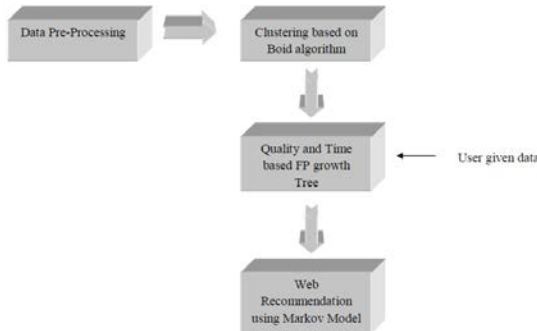 Data Pre-Processing
Clustering based on
Boid algorithm
Quality and Time
based FP growth
Tree
User given data
Web
Recommendation
using Markov Model